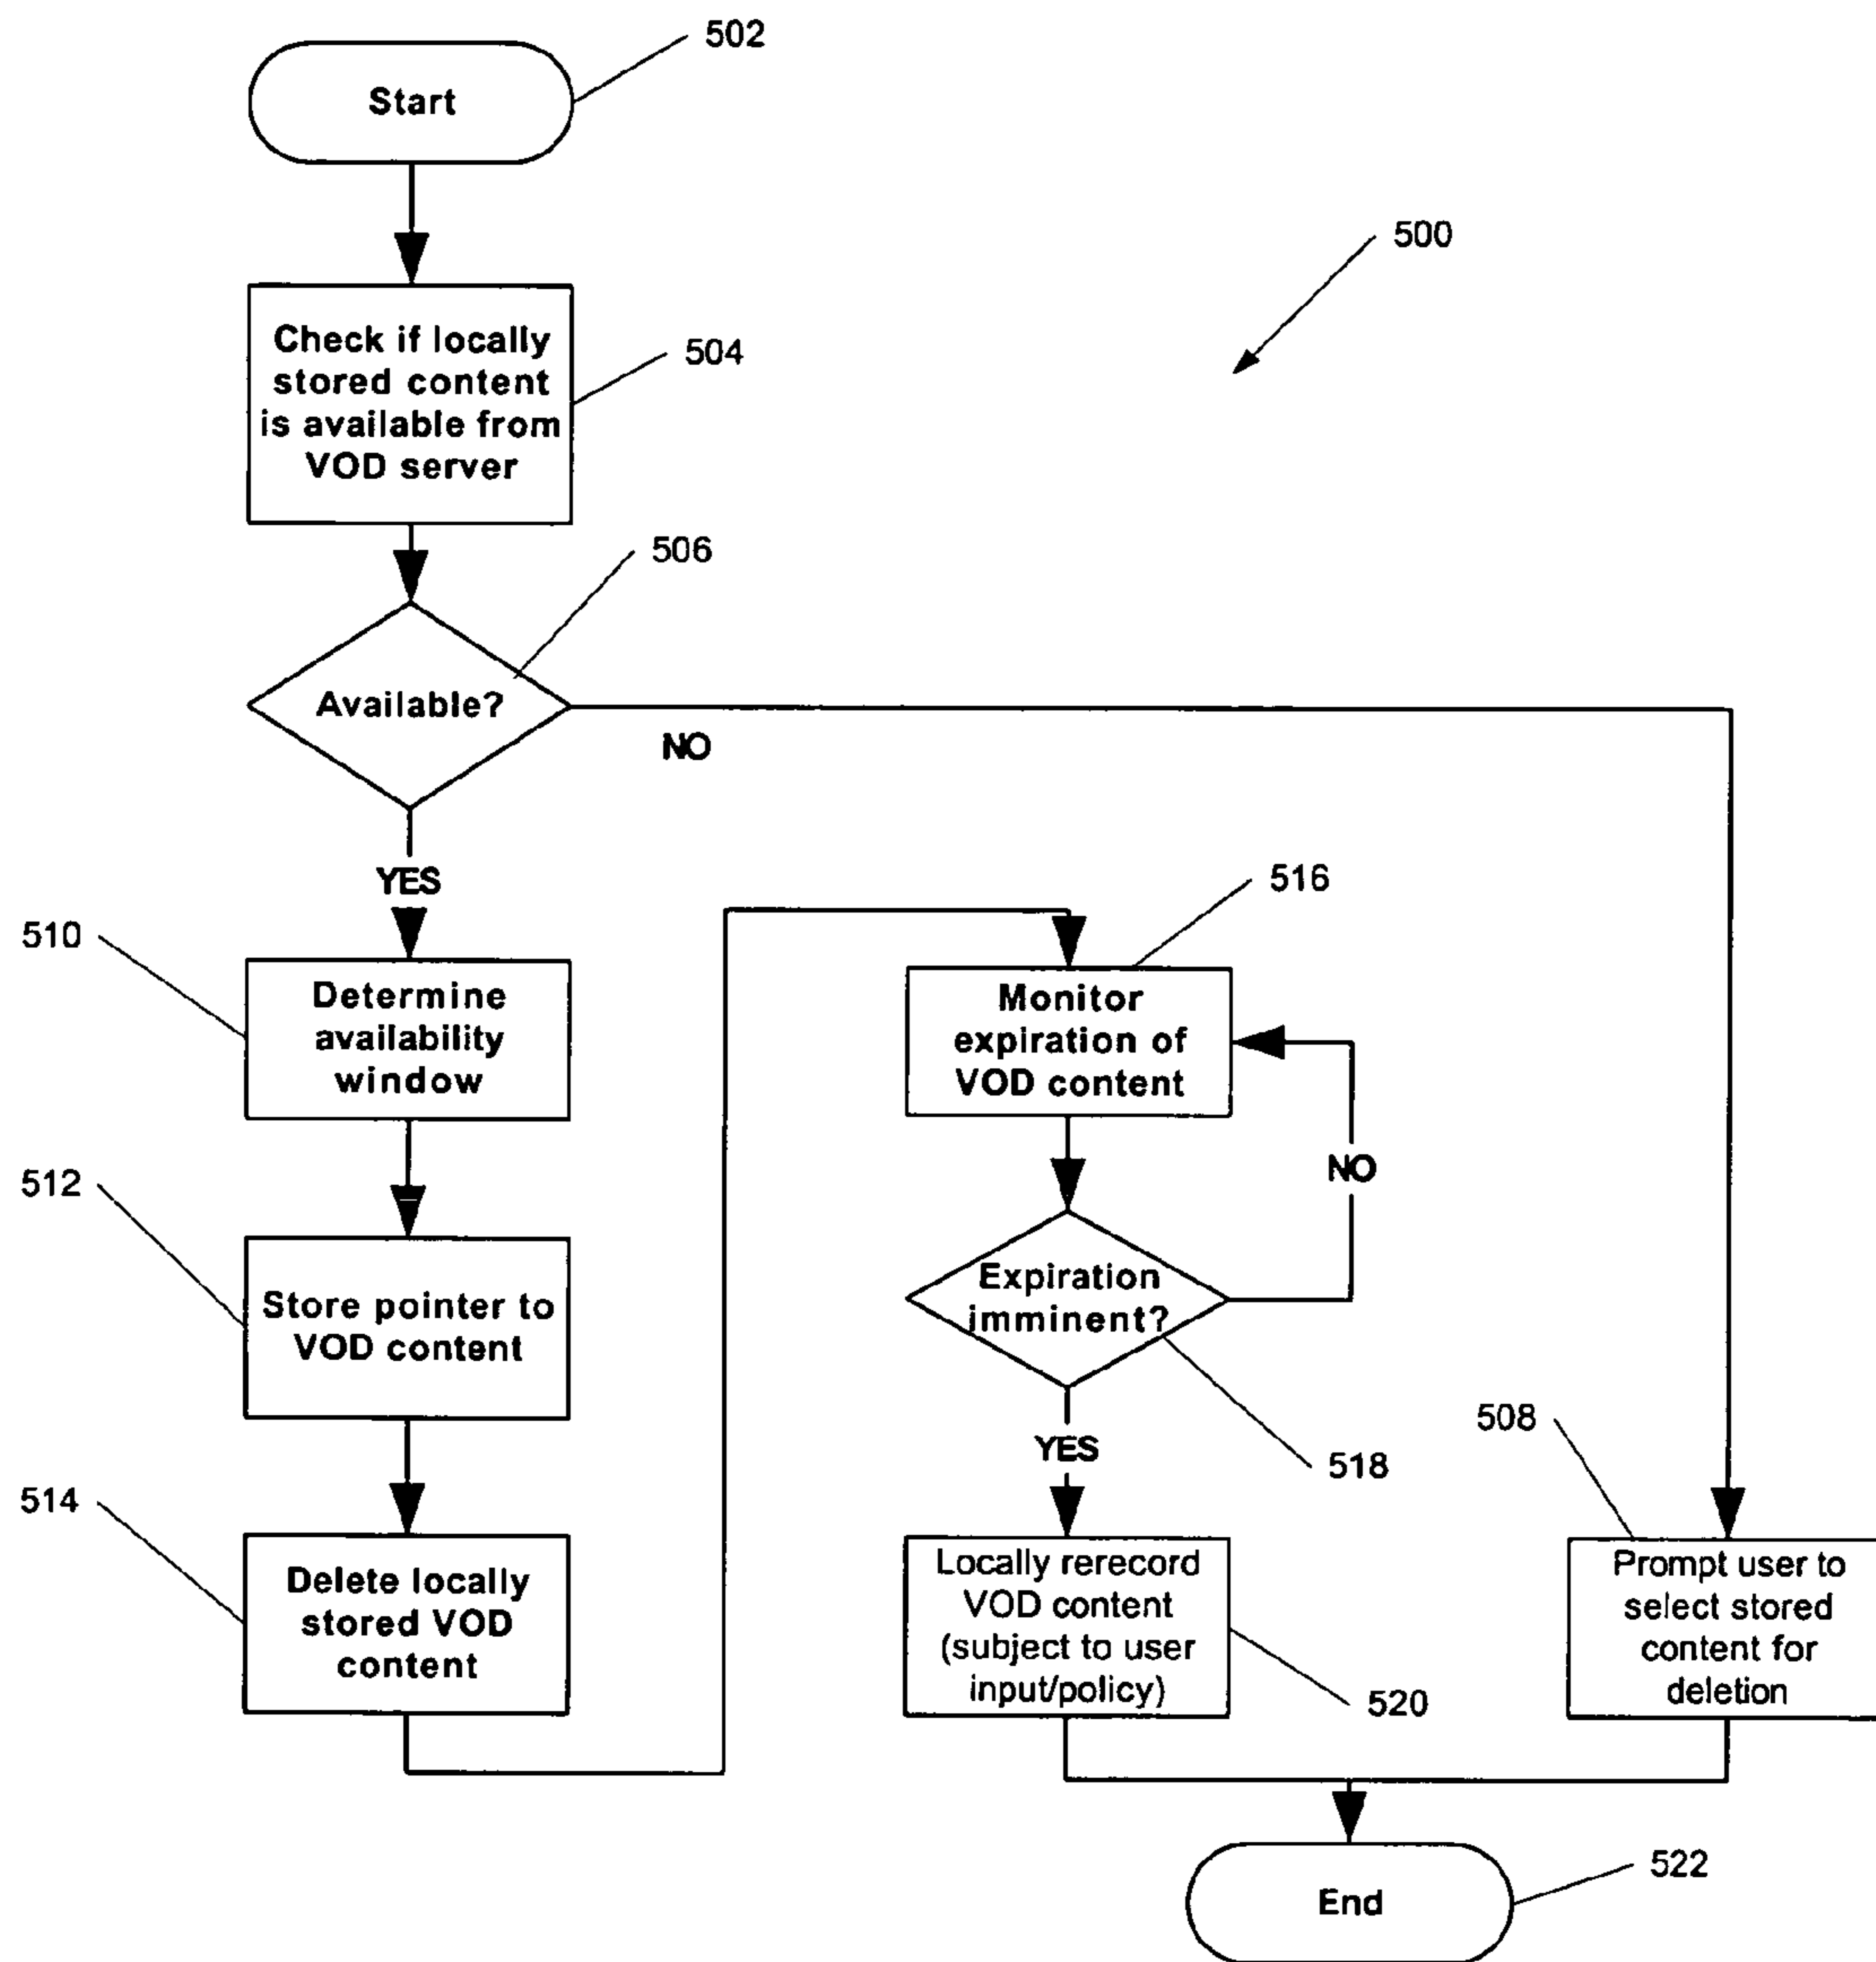 502
Start
500
Check if locally
stored content
is available from
VOD server
504
506
Available?
NO
YES
510
Determine
availability
window
512
Store pointer to
VOD content
514
Delete locally
stored VOD
content
516
Monitor
expiration of
VOD content
NO
Expiration
imminent?
518
YES
Locally rerecord
VOD content
(subject to user
input/policy)
520
508
Prompt user to
select stored
content for
deletion
End
522